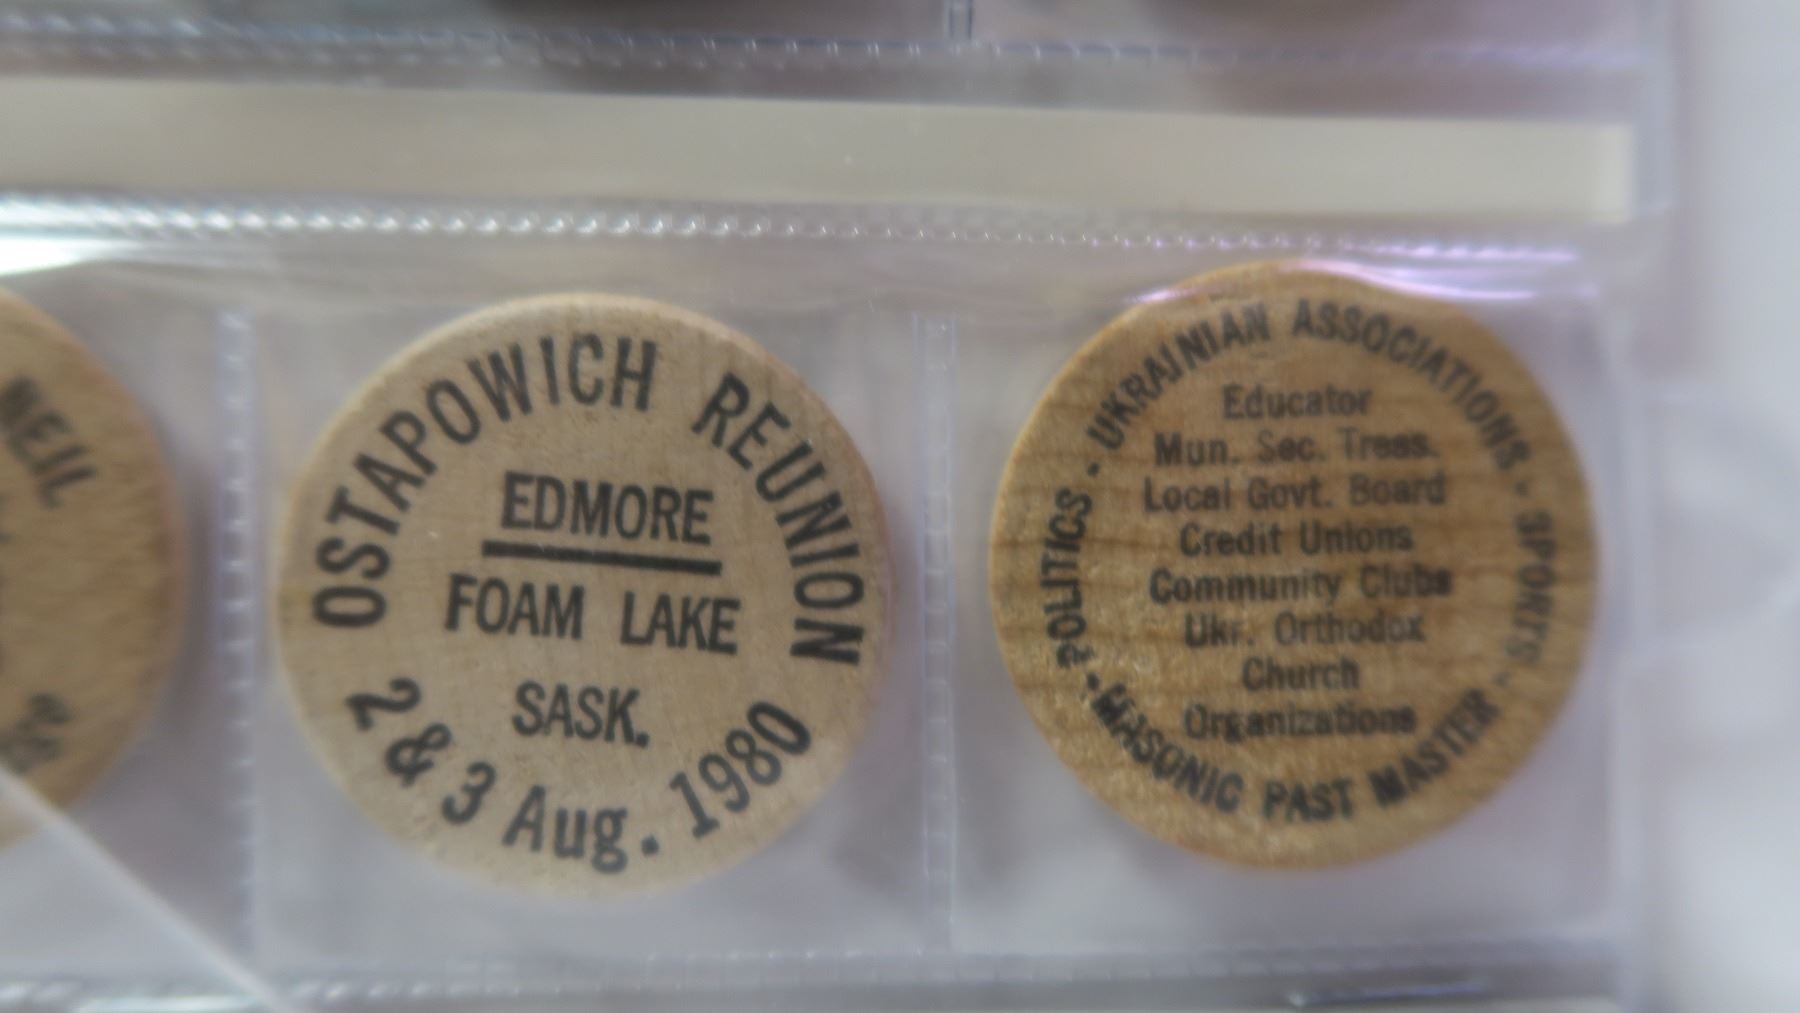 NEIL
OSTAPOWICH REUNION
EDMORE
FOAM LAKE
SASK.
2 & 3 Aug. 1980
UKRAINIAN ASSOCIATIONS - SPORTS -
MASONIC PAST MASTER - POLITICS -
Educator
Mun. Sec. Treas.
Local Govt. Board
Credit Unions
Community Clubs
Ukr. Orthodox
Church
Organizations